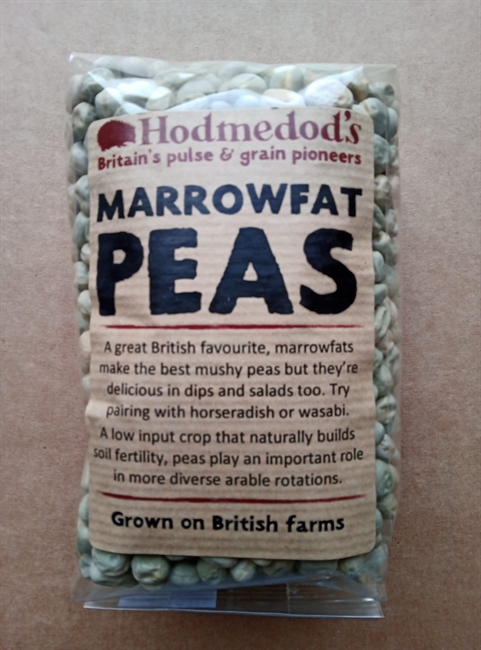 Hodmedod's
Britain's pulse & grain pioneers
MARROWFAT
PEAS
A great British favourite, marrowfats
make the best mushy peas but they're
delicious in dips and salads too. Try
pairing with horseradish or wasabi.
A low input crop that naturally builds
soil fertility, peas play an important role
in more diverse arable rotations.
Grown on British farms